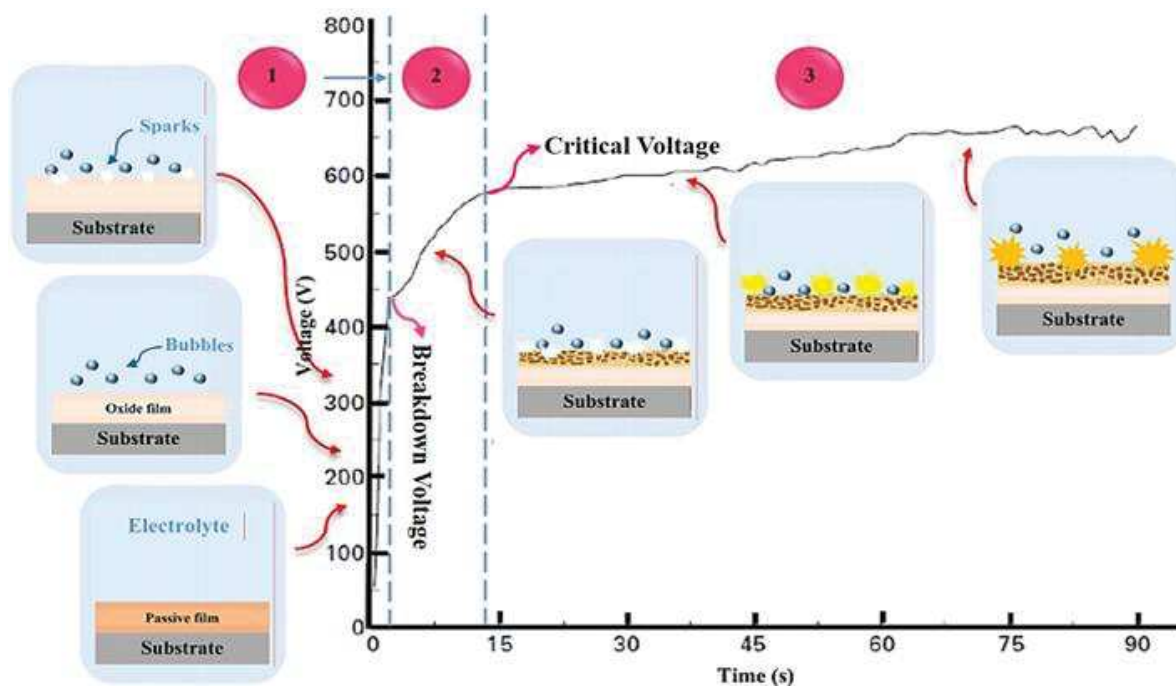 800
700
600
500
400
300
200
100
0
Voltage (V)
0
15
30
45
60
75
90
Time (s)
1
2
3
Sparks
Substrate
Bubbles
Oxide film
Substrate
Electrolyte
Passive film
Substrate
Breakdown Voltage
Critical Voltage
Substrate
Substrate
Substrate